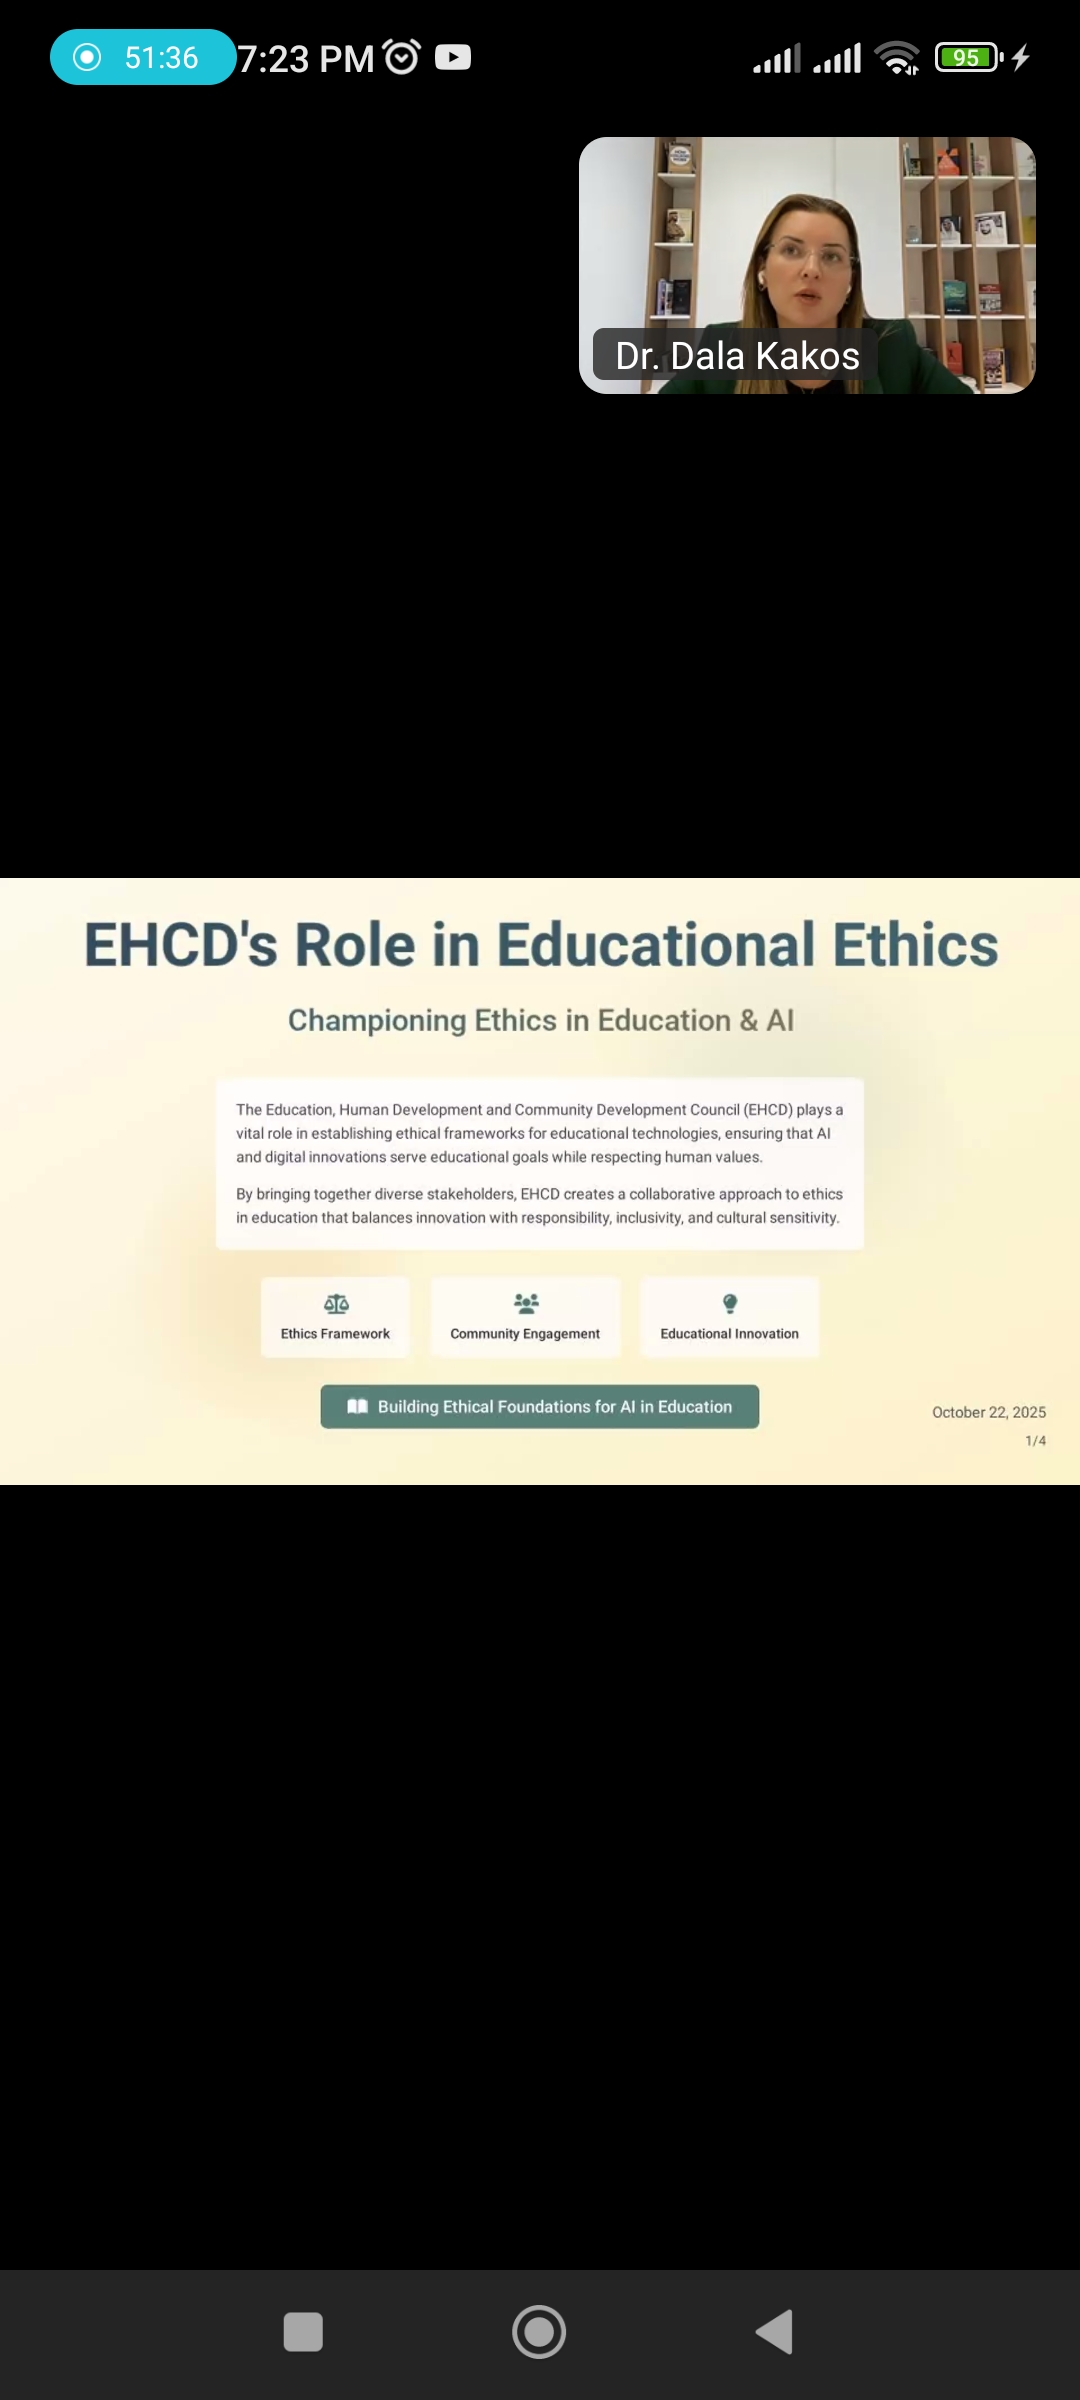 51:36 7:23 PM 95
Dr. Dala Kakos
EHCD's Role in Educational Ethics
Championing Ethics in Education & AI
The Education, Human Development and Community Development Council (EHCD) plays a
vital role in establishing ethical frameworks for educational technologies, ensuring that AI
and digital innovations serve educational goals while respecting human values.
By bringing together diverse stakeholders, EHCD creates a collaborative approach to ethics
in education that balances innovation with responsibility, inclusivity, and cultural sensitivity.
Ethics Framework
Community Engagement
Educational Innovation
Building Ethical Foundations for AI in Education
October 22, 2025
1/4